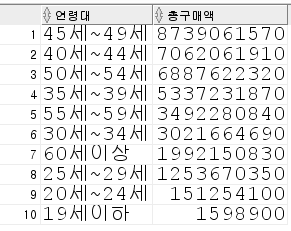 연령대 총구매액
1 45세~49세 8739061570
2 40세~44세 7062061910
3 50세~54세 6887622320
4 35세~39세 5337231870
5 55세~59세 3492280840
6 30세~34세 3021664690
7 60세이상 1992150830
8 25세~29세 1253670350
9 20세~24세 151254100
10 19세이하 1598900